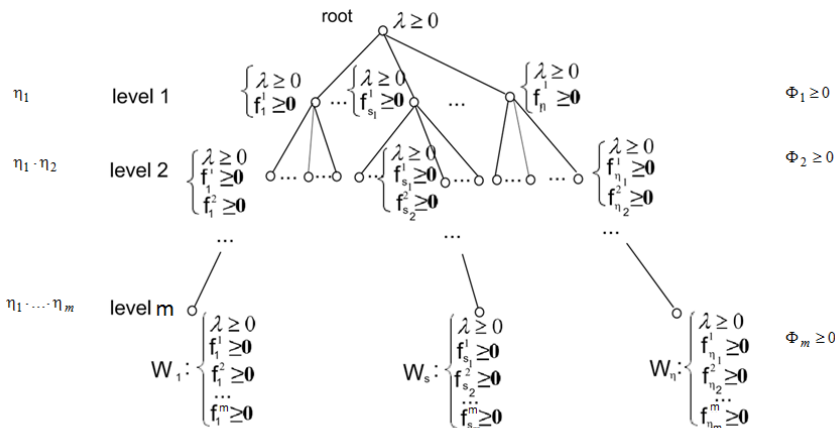 root λ ≥ 0
η₁ level 1 { λ ≥ 0 f¹₁ ≥0 ... { λ ≥ 0 f¹ₛ₁ ≥0 ... { λ ≥ 0 f¹η ≥0 Φ₁ ≥ 0
η₁ · η₂ level 2 { λ ≥ 0 f¹₁ ≥0 f²₁ ≥0 ... ... { λ ≥ 0 f¹ₛ₁ ≥0 f²ₛ₂ ≥0 ... ... ... { λ ≥ 0 f¹η₁ ≥0 f²η₂ ≥0 Φ₂ ≥ 0
... ... ...
η₁ · ... · ηₘ level m
W₁: { λ ≥ 0 f¹₁ ≥0 f²₁ ≥0 ... fᵐ₁ ≥0 Wₛ: { λ ≥ 0 f¹ₛ₁ ≥0 f²ₛ₂ ≥0 ... fᵐₛₘ ≥0 Wη: { λ ≥ 0 f¹η₁ ≥0 f²η₂ ≥0 ... fᵐηₘ ≥0 Φₘ ≥ 0